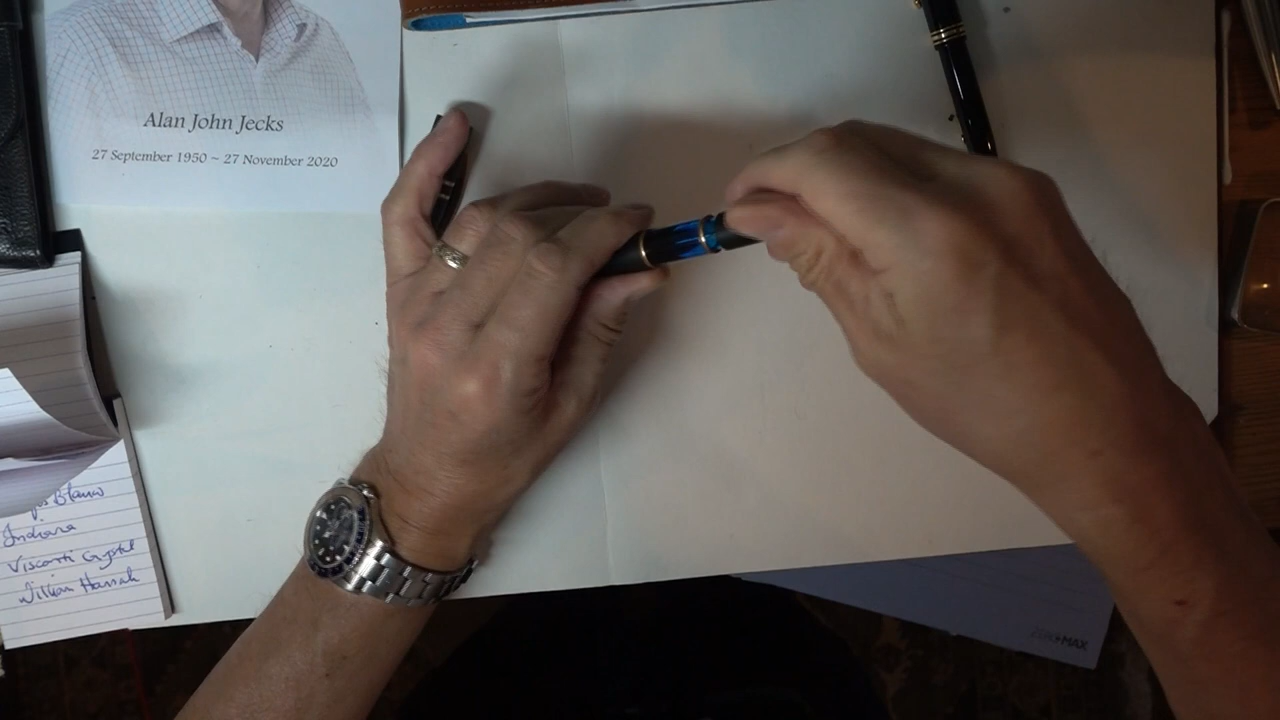 Alan John Jecks
27 September 1950 ~ 27 November 2020
Indiana
Visconti Crystal
William Hannah